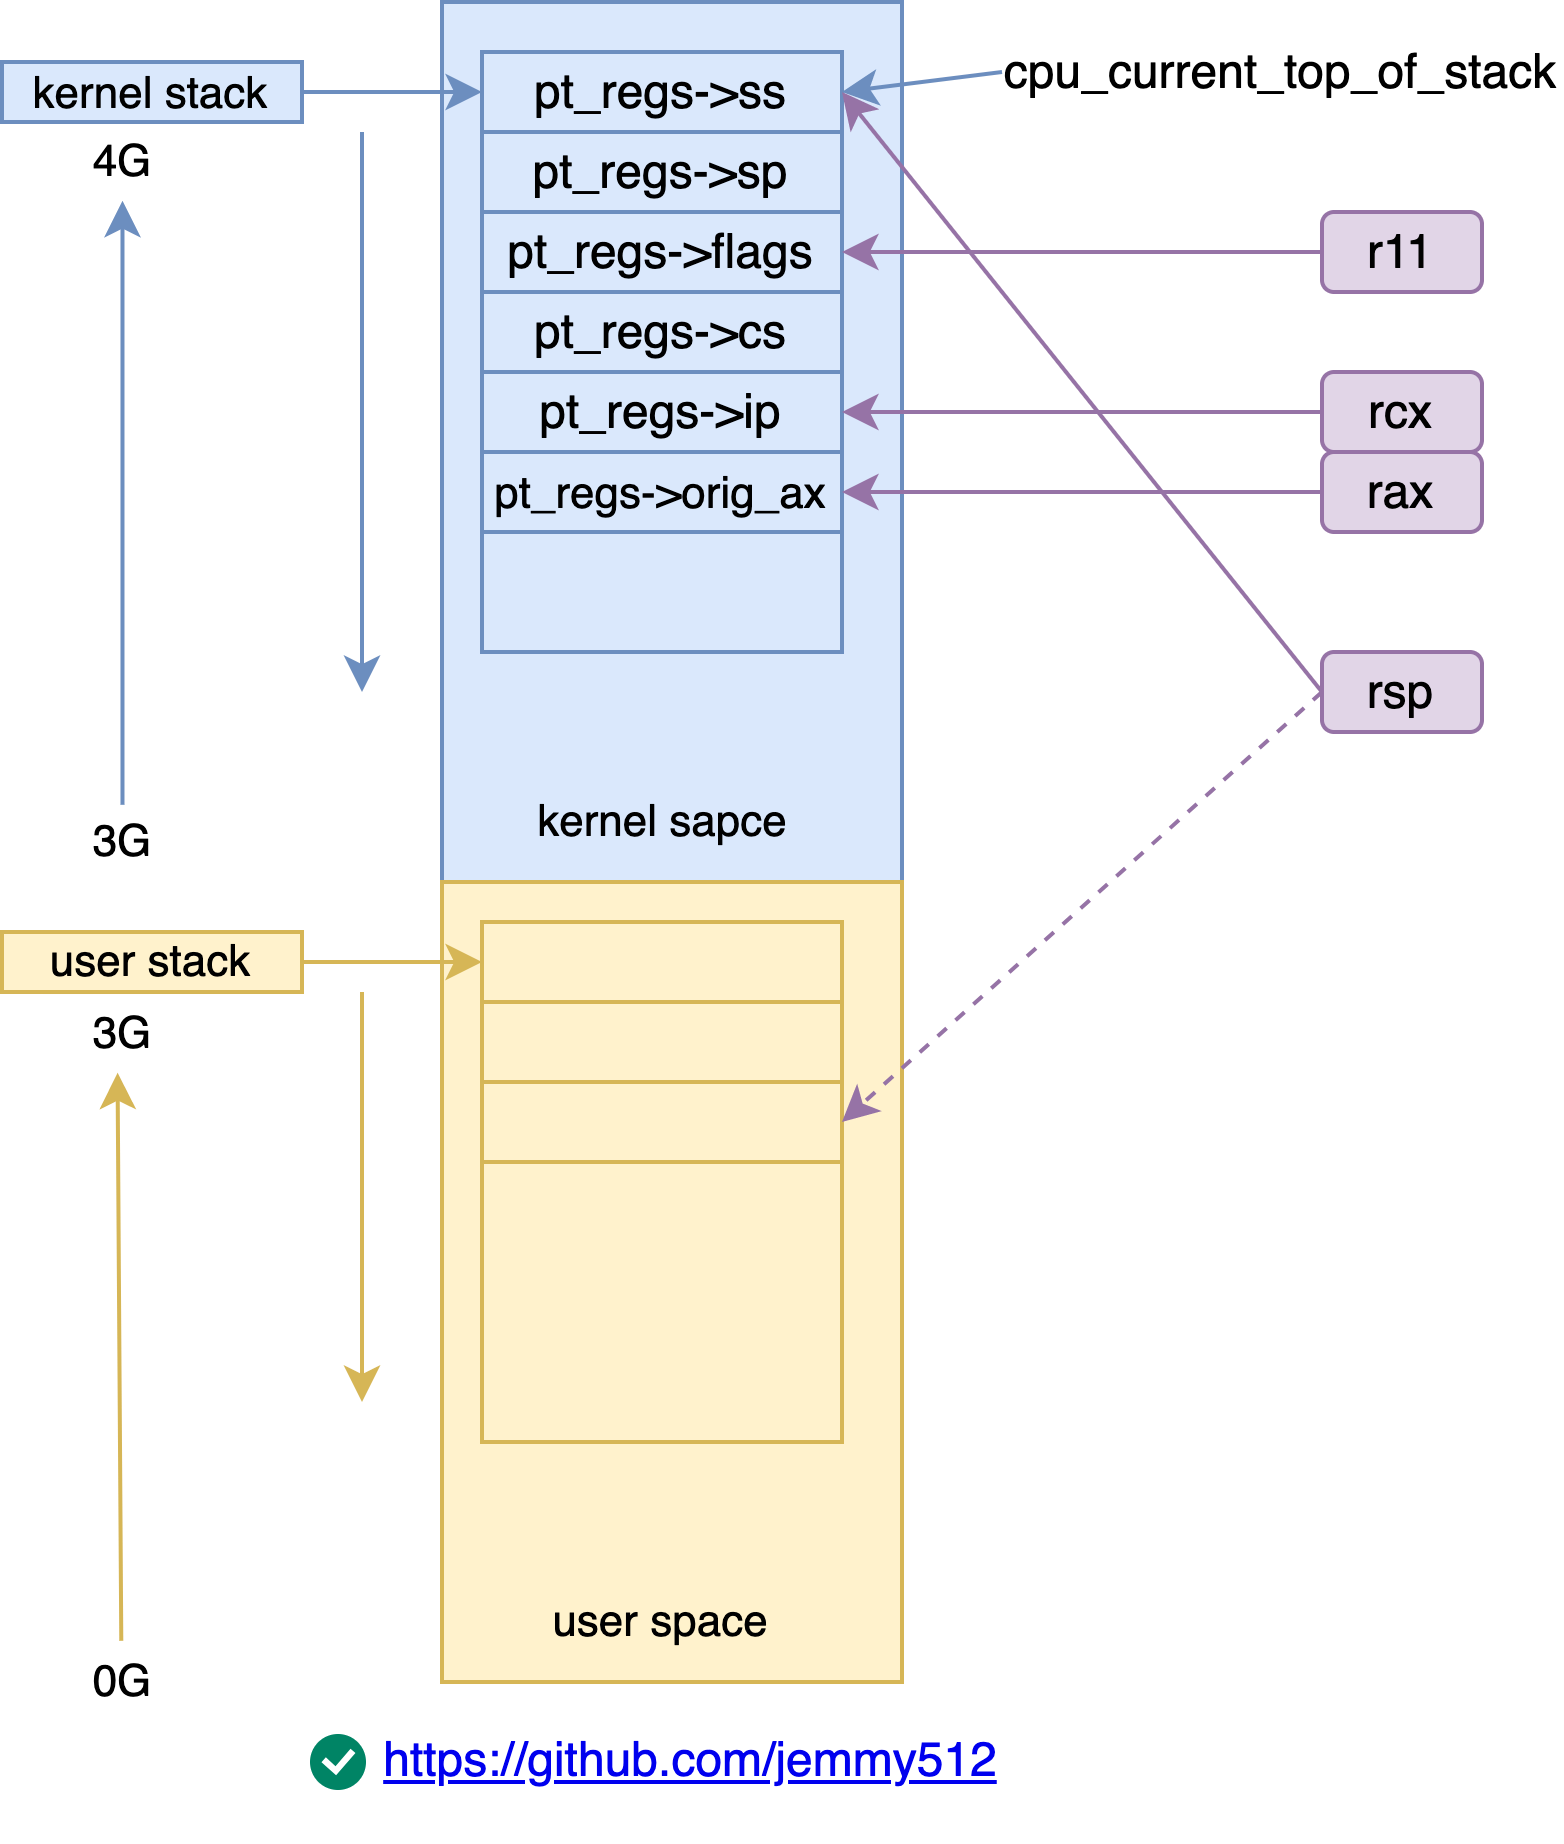 kernel stack
4G
3G
user stack
3G
0G
pt_regs->ss
pt_regs->sp
pt_regs->flags
pt_regs->cs
pt_regs->ip
pt_regs->orig_ax
kernel sapce
user space
cpu_current_top_of_stack
r11
rcx
rax
rsp
https://github.com/jemmy512